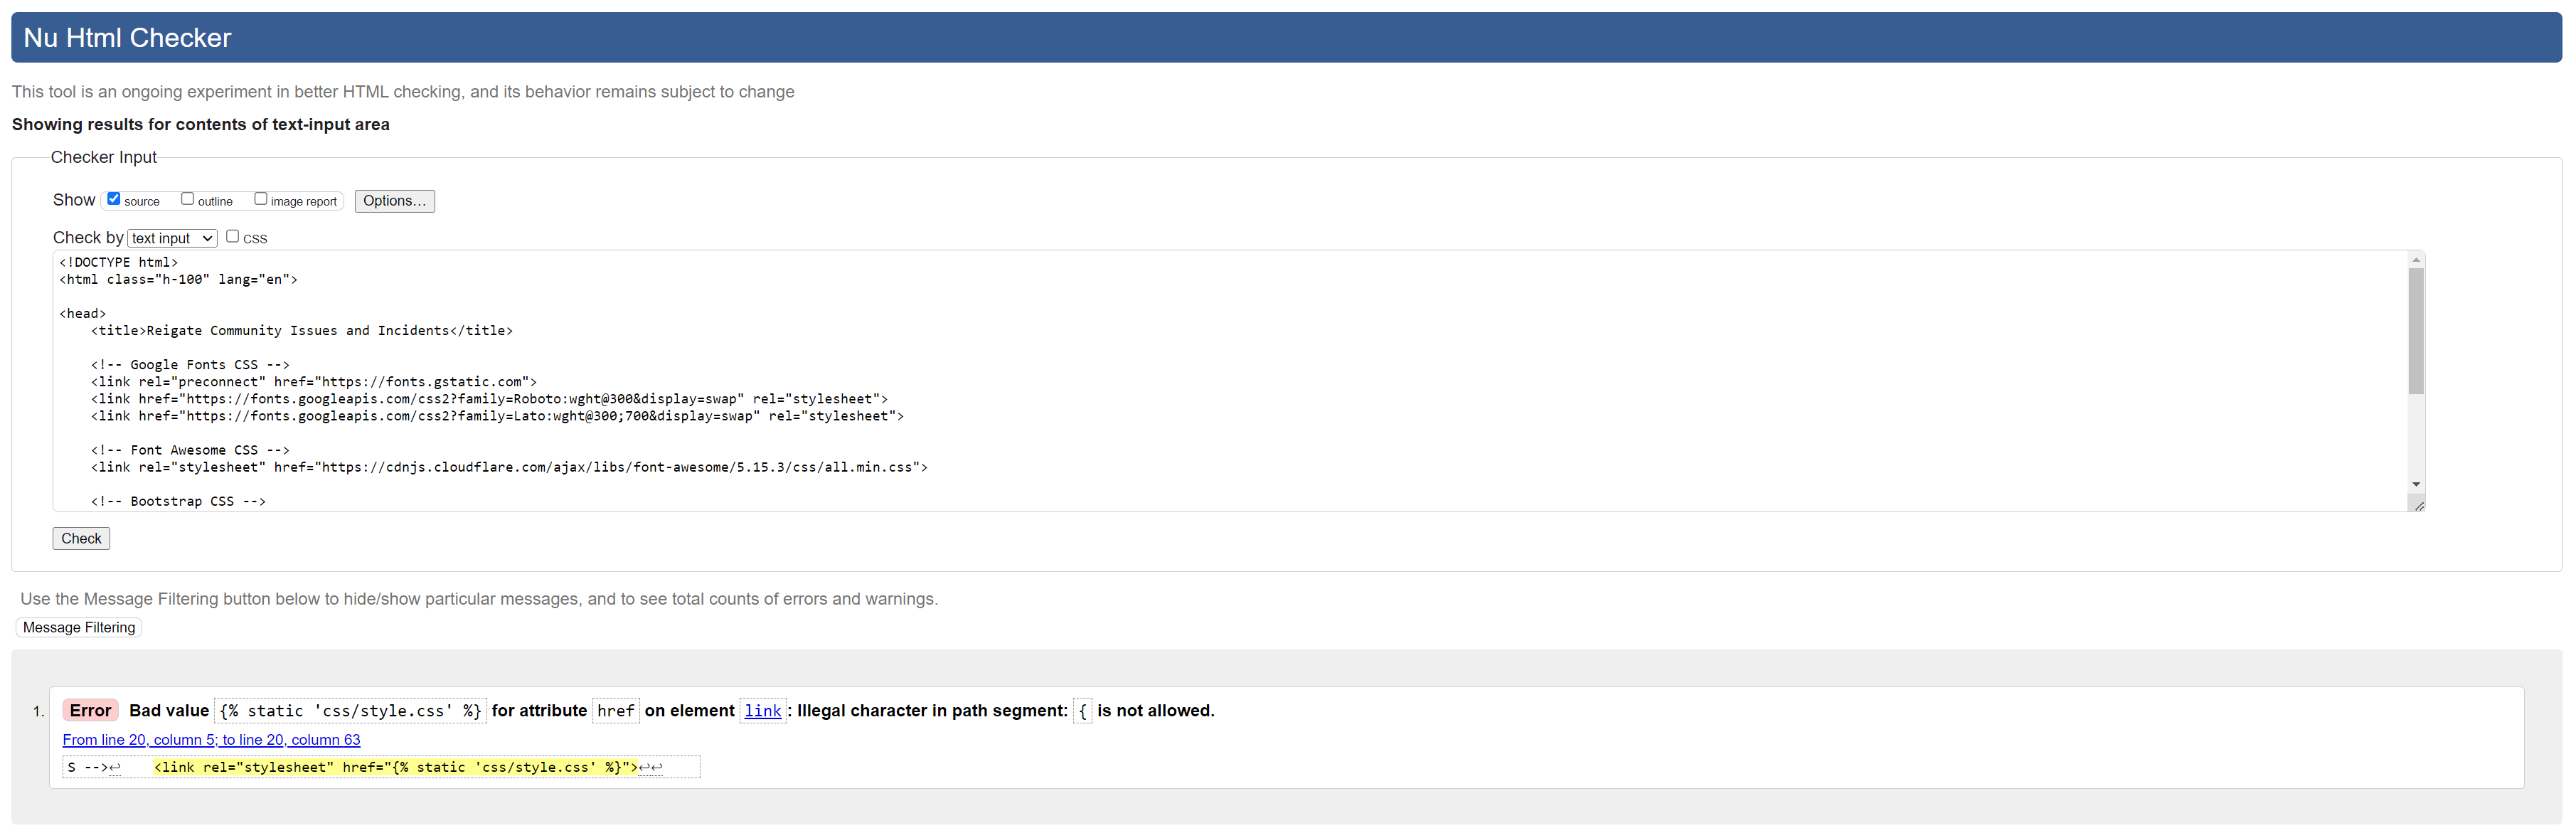 Nu Html Checker
This tool is an ongoing experiment in better HTML checking, and its behavior remains subject to change
Showing results for contents of text-input area
Checker Input
Show source outline image report Options...
Check by text input CSS
<!DOCTYPE html>
<html class="h-100" lang="en">
<head>
<title>Reigate Community Issues and Incidents</title>
<!-- Google Fonts CSS -->
<link rel="preconnect" href="https://fonts.gstatic.com">
<link href="https://fonts.googleapis.com/css2?family=Roboto:wght@300&display=swap" rel="stylesheet">
<link href="https://fonts.googleapis.com/css2?family=Lato:wght@300;700&display=swap" rel="stylesheet">
<!-- Font Awesome CSS -->
<link rel="stylesheet" href="https://cdnjs.cloudflare.com/ajax/libs/font-awesome/5.15.3/css/all.min.css">
<!-- Bootstrap CSS -->
Check
Use the Message Filtering button below to hide/show particular messages, and to see total counts of errors and warnings.
Message Filtering
1. Error Bad value {% static 'css/style.css' %} for attribute href on element link: Illegal character in path segment: { is not allowed.
From line 20, column 5; to line 20, column 63
S -->↩ <link rel="stylesheet" href="{% static 'css/style.css' %}">↩↩